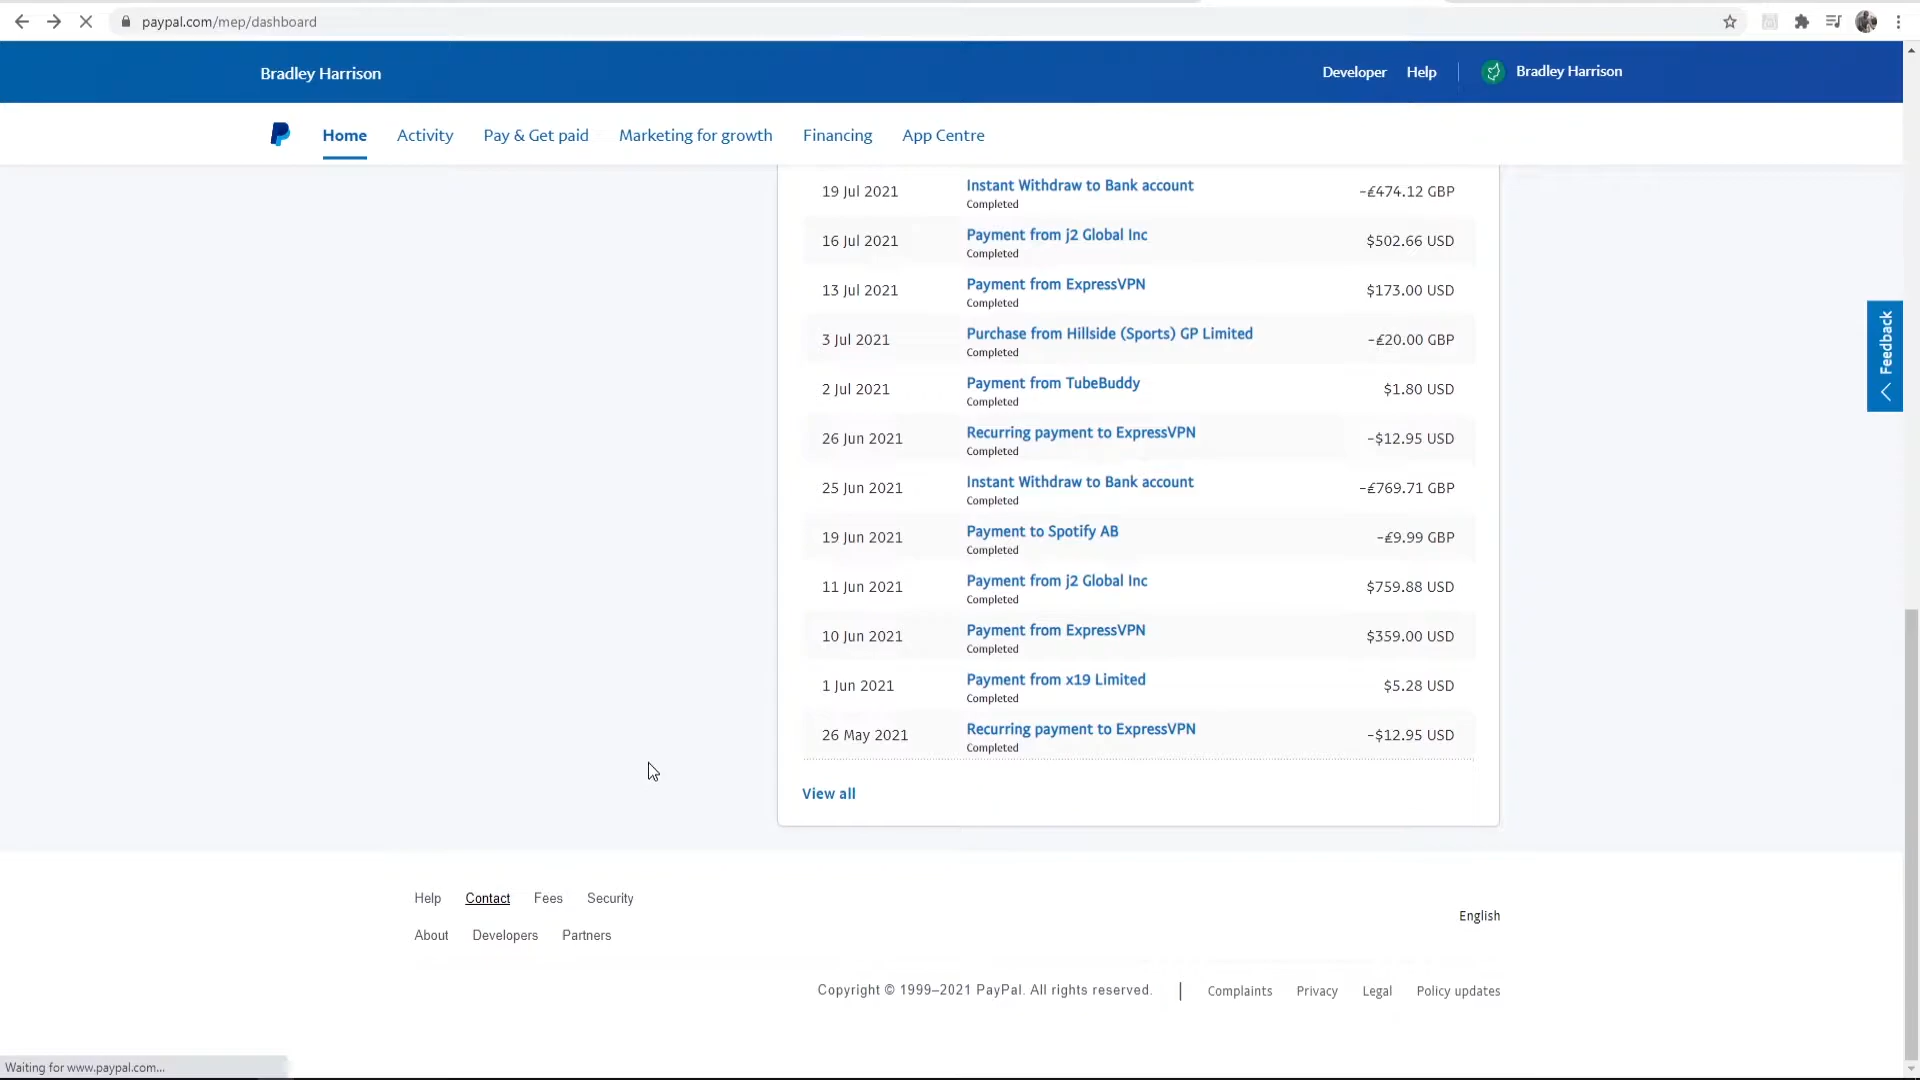 paypal.com/mep/dashboard
Bradley Harrison
Developer Help Bradley Harrison
Home Activity Pay & Get paid Marketing for growth Financing App Centre
19 Jul 2021 Instant Withdraw to Bank account -£474.12 GBP
Completed
16 Jul 2021 Payment from j2 Global Inc $502.66 USD
Completed
13 Jul 2021 Payment from ExpressVPN $173.00 USD
Completed
3 Jul 2021 Purchase from Hillside (Sports) GP Limited -£20.00 GBP
Completed
2 Jul 2021 Payment from TubeBuddy $1.80 USD
Completed
26 Jun 2021 Recurring payment to ExpressVPN -$12.95 USD
Completed
25 Jun 2021 Instant Withdraw to Bank account -£769.71 GBP
Completed
19 Jun 2021 Payment to Spotify AB -£9.99 GBP
Completed
11 Jun 2021 Payment from j2 Global Inc $759.88 USD
Completed
10 Jun 2021 Payment from ExpressVPN $359.00 USD
Completed
1 Jun 2021 Payment from x19 Limited $5.28 USD
Completed
26 May 2021 Recurring payment to ExpressVPN -$12.95 USD
Completed
View all
Feedback
Help Contact Fees Security
English
About Developers Partners
Copyright © 1999–2021 PayPal. All rights reserved. | Complaints Privacy Legal Policy updates
Waiting for www.paypal.com...